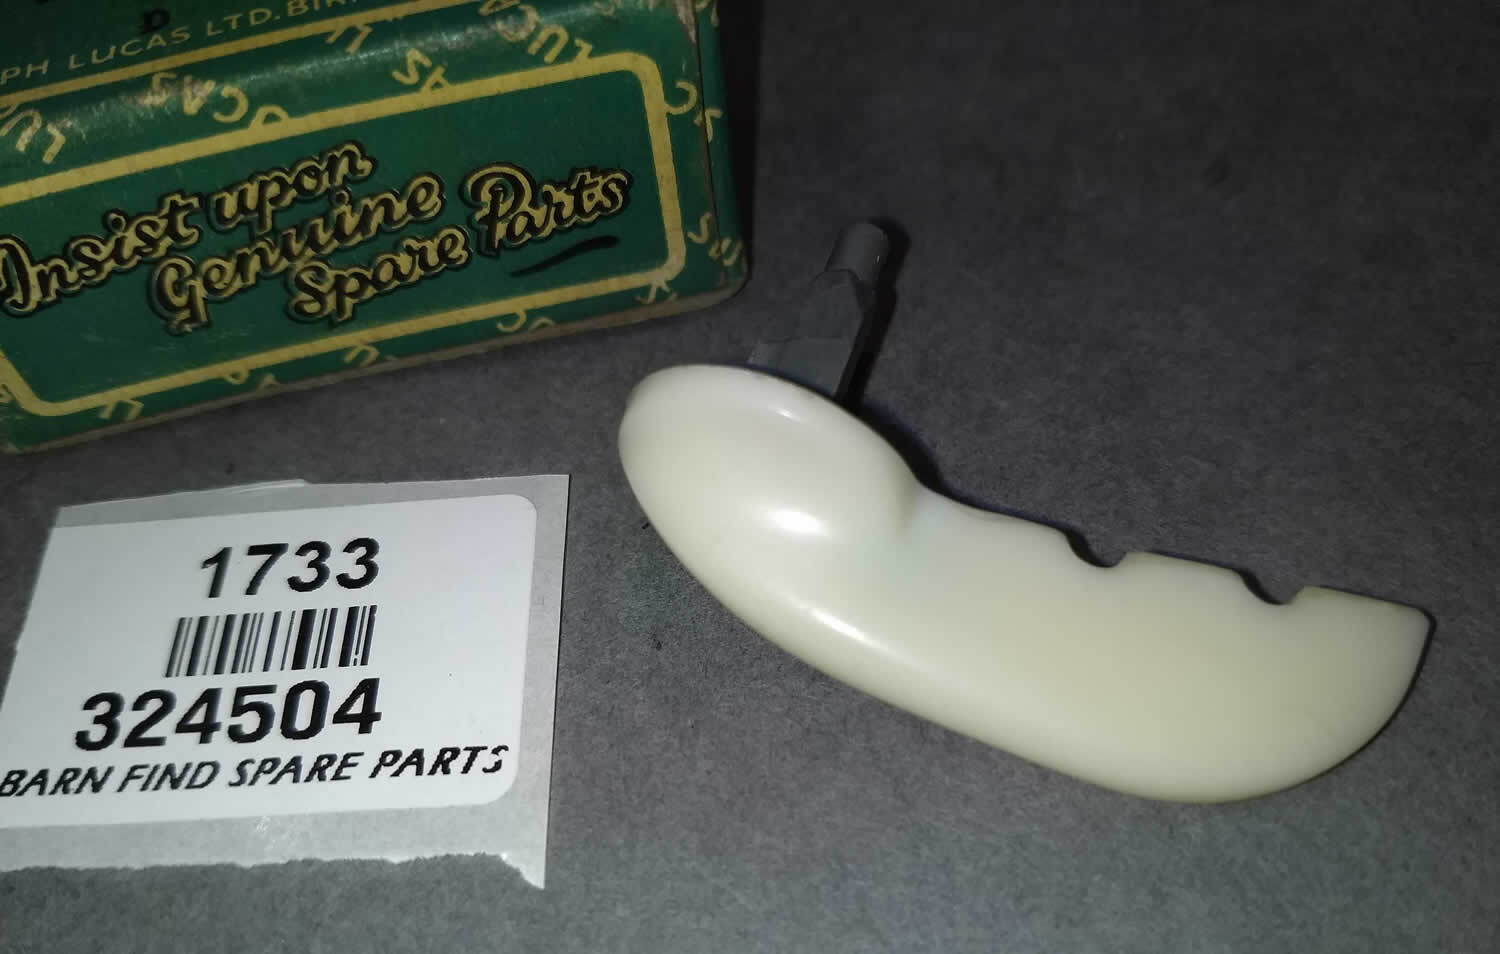 PH LUCAS LTD. BIR
Insist upon
Genuine
Spare Parts
1733
324504
BARN FIND SPARE PARTS